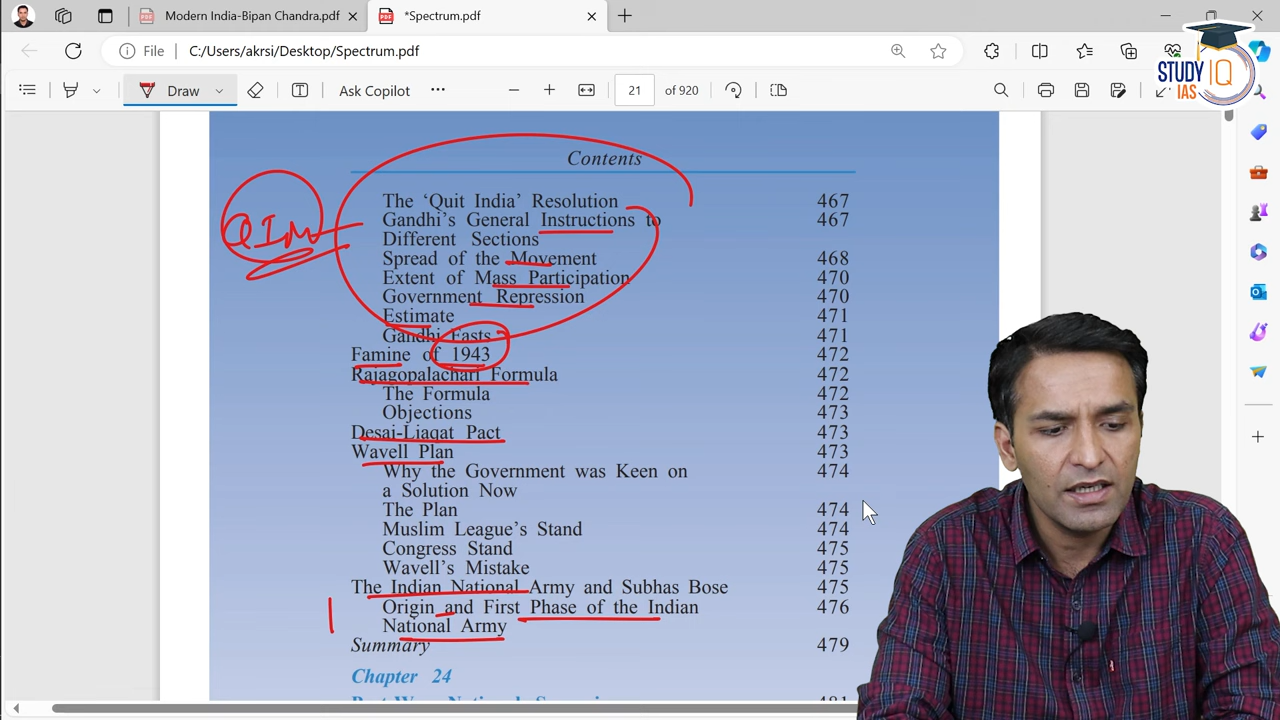 Modern India-Bipan Chandra.pdf
*Spectrum.pdf
File
C:/Users/akrsi/Desktop/Spectrum.pdf
Draw
Ask Copilot
21
of 920
STUDY IQ
IAS
Contents
The ‘Quit India’ Resolution 467
Gandhi’s General Instructions to 467
Different Sections
Spread of the Movement 468
Extent of Mass Participation 470
Government Repression 470
Estimate 471
Gandhi Fasts 471
Famine of 1943 472
Rajagopalachari Formula 472
The Formula 472
Objections 473
Desai-Liaqat Pact 473
Wavell Plan 473
Why the Government was Keen on 474
a Solution Now
The Plan 474
Muslim League’s Stand 474
Congress Stand 475
Wavell’s Mistake 475
The Indian National Army and Subhas Bose 475
Origin and First Phase of the Indian 476
National Army
Summary 479
Chapter 24
QIM